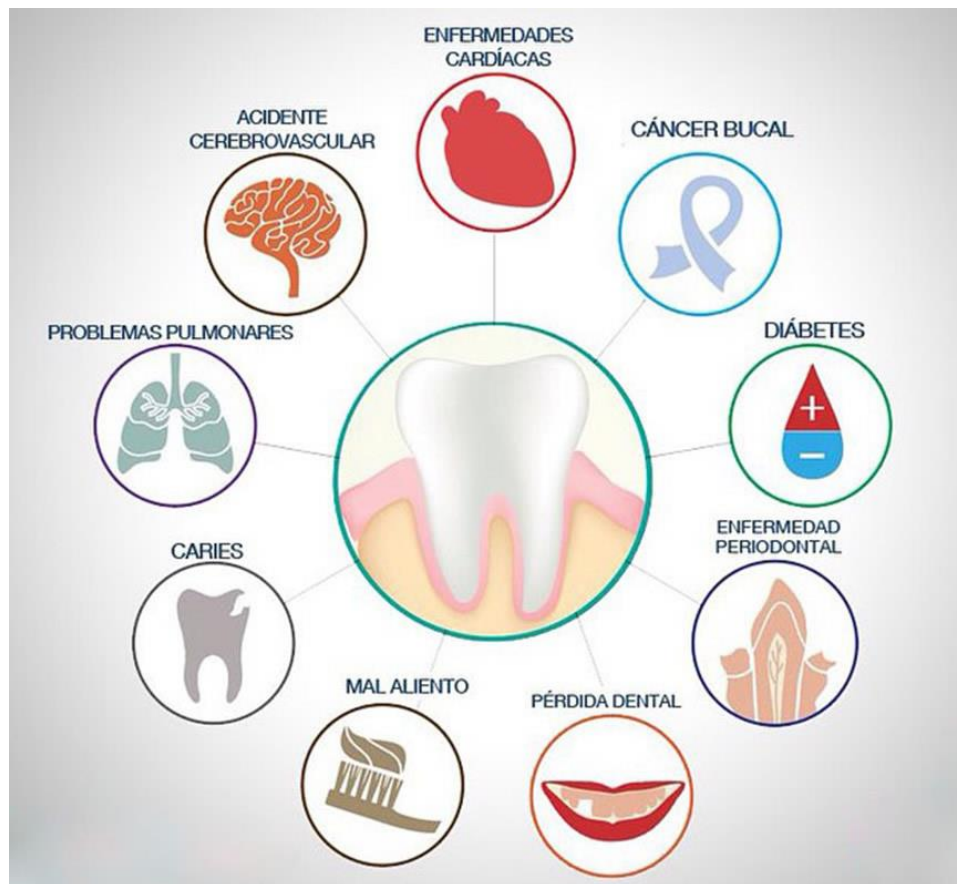 ENFERMEDADES
CARDÍACAS
CÁNCER BUCAL
DIÁBETES
+
−
ENFERMEDAD
PERIODONTAL
PÉRDIDA DENTAL
MAL ALIENTO
CARIES
PROBLEMAS PULMONARES
ACIDENTE
CEREBROVASCULAR